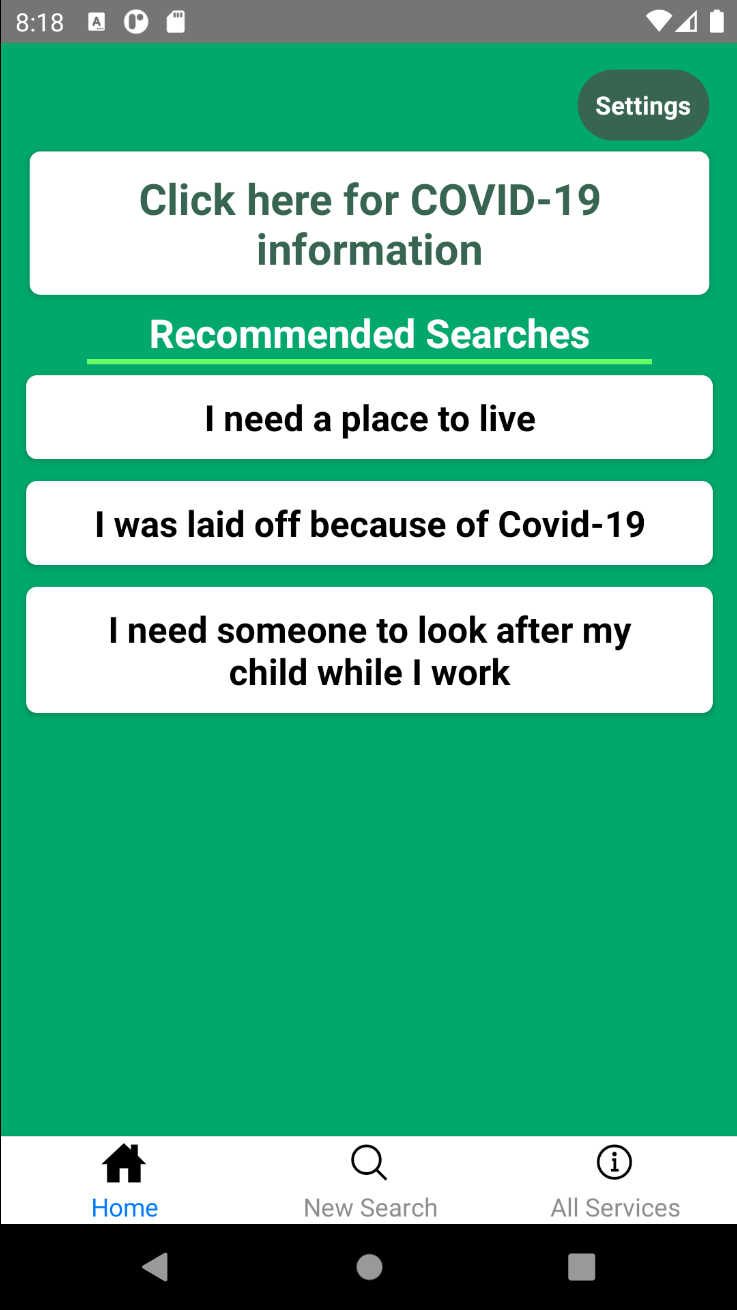 8:18
A
Settings
Click here for COVID-19
information
Recommended Searches
I need a place to live
I was laid off because of Covid-19
I need someone to look after my
child while I work
Home
New Search
All Services